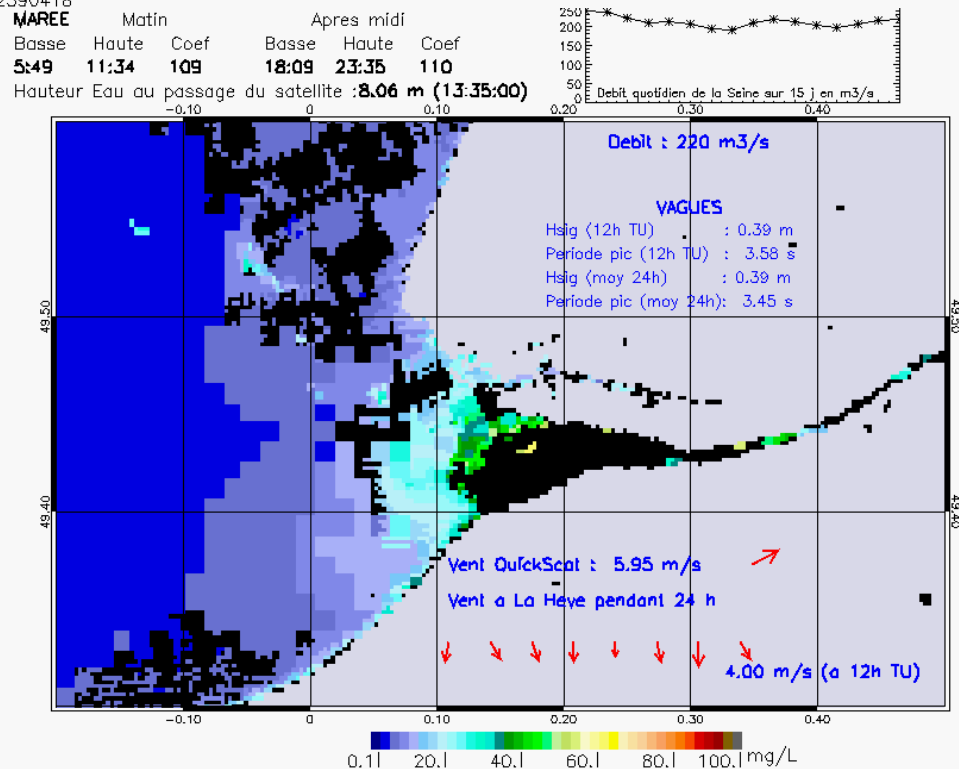 MAREE Matin Apres midi
Basse Haute Coef Basse Haute Coef
5:49 11:34 109 18:09 23:35 110
Hauteur Eau au passage du satellite :8.06 m (13:35:00)
250
200
150
100
50
0
Debit quotidien de la Seine sur 15 j en m3/s
-0.10 0 0.10 0.20 0.30 0.40
Debit : 220 m3/s
VAGUES
Hsig (12h TU) : 0.39 m
Periode pic (12h TU) : 3.58 s
Hsig (moy 24h) : 0.39 m
Periode pic (moy 24h): 3.45 s
49.50 49.50
49.40 49.40
Vent QuickScat : 5.95 m/s
Vent a La Heve pendant 24 h
4.00 m/s (a 12h TU)
-0.10 0 0.10 0.20 0.30 0.40
0.1| 20.| 40.| 60.| 80.| 100.| mg/L